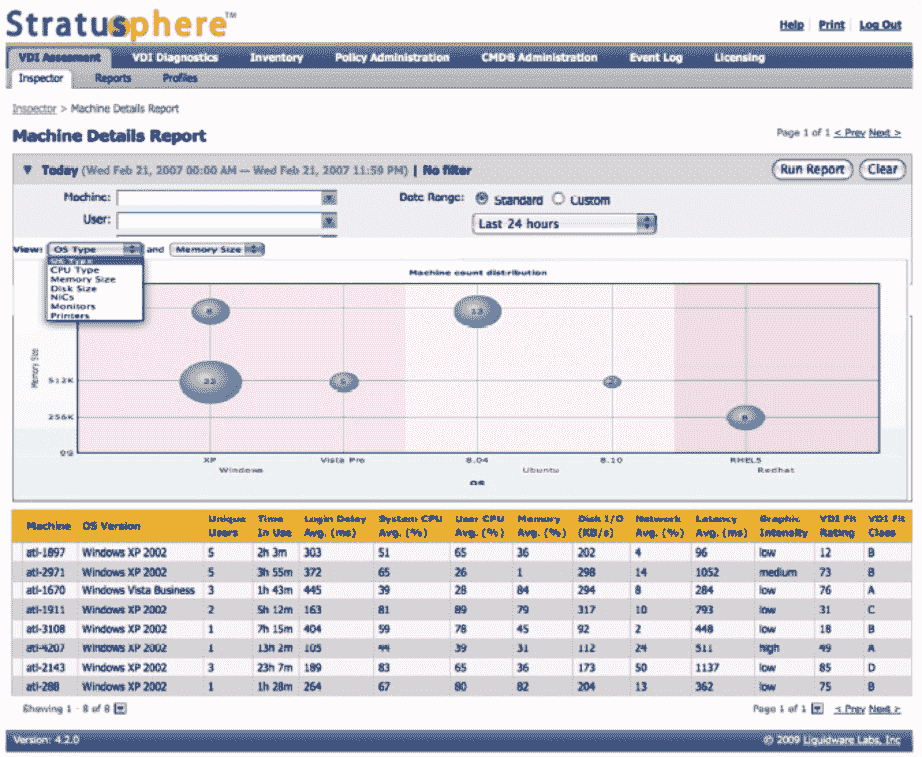 Stratusphere™
Help Print Log Out
VDI Assessment VDI Diagnostics Inventory Policy Administration CMDB Administration Event Log Licensing
Inspector Reports Profiles
Inspector > Machine Details Report
Machine Details Report
Page 1 of 1 < Prev Next >
▼ Today (Wed Feb 21, 2007 00:00 AM — Wed Feb 21, 2007 11:59 PM) | No filter
Run Report Clear
Machine: Date Range: Standard Custom
User: Last 24 hours
View: OS Type and Memory Size
OS Type
CPU Type
Memory Size
Disk Size
NICs
Monitors
Printers
Machine count distribution
Memory Size
13
23
512K
256K
XP Vista Pro 8.04 8.10 RHEL5
Windows Ubuntu Redhat
OS
Machine OS Version Unique Users Time In Use Login Delay Avg. (ms) System CPU Avg. (%) User CPU Avg. (%) Memory Avg. (%) Disk I/O (KB/s) Network Avg. (%) Latency Avg. (ms) Graphic Intensity VDI Fit Rating VDI Fit Class
atl-1897 Windows XP 2002 5 2h 3m 303 51 65 36 202 4 96 low 12 B
atl-2971 Windows XP 2002 5 3h 55m 372 65 26 1 298 14 1052 medium 73 B
atl-1670 Windows Vista Business 3 1h 43m 445 39 28 84 294 8 284 low 76 A
atl-1911 Windows XP 2002 2 5h 12m 163 81 89 79 317 10 793 low 31 C
atl-3108 Windows XP 2002 1 7h 15m 404 59 78 45 92 2 448 low 18 B
atl-4207 Windows XP 2002 1 13h 2m 105 44 39 31 112 24 511 high 49 A
atl-2143 Windows XP 2002 3 23h 7m 189 83 65 36 173 50 1137 low 85 D
atl-288 Windows XP 2002 1 1h 28m 264 67 80 82 204 13 362 low 75 B
Showing 1 - 8 of 8
Page 1 of 1 < Prev Next >
Version: 4.2.0
© 2009 Liquidware Labs, Inc